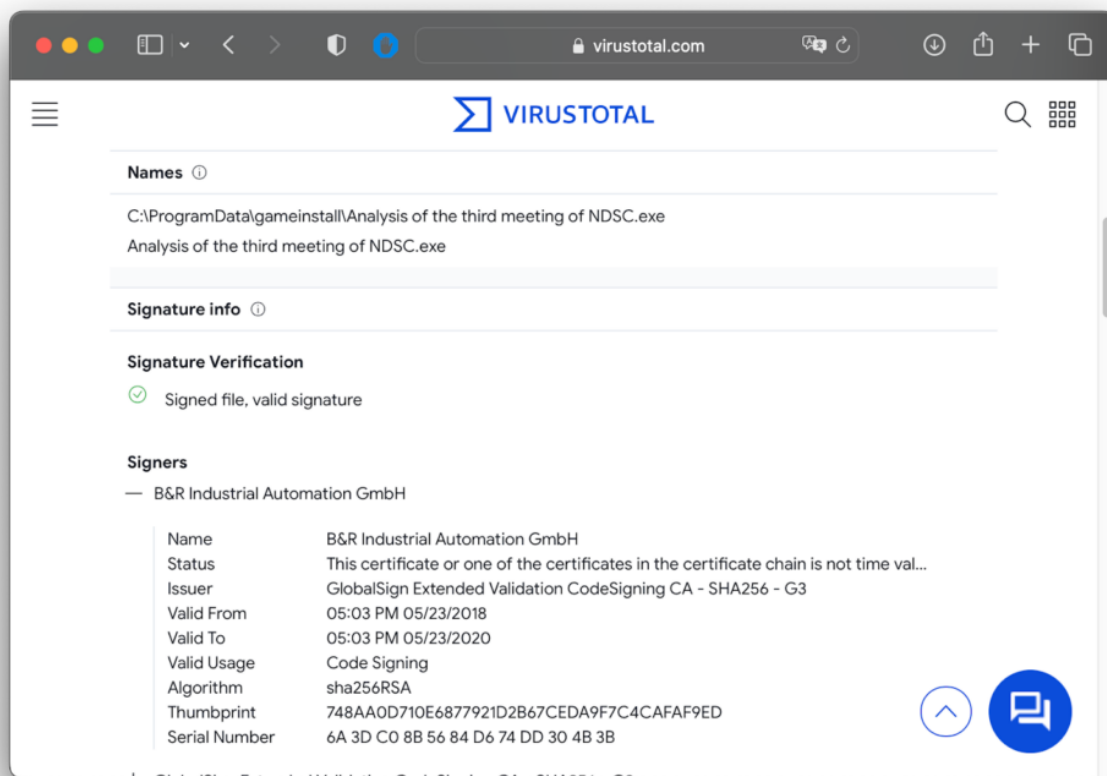 virustotal.com
VIRUSTOTAL
Names
C:\ProgramData\gameinstall\Analysis of the third meeting of NDSC.exe
Analysis of the third meeting of NDSC.exe
Signature info
Signature Verification
Signed file, valid signature
Signers
B&R Industrial Automation GmbH
Name B&R Industrial Automation GmbH
Status This certificate or one of the certificates in the certificate chain is not time val...
Issuer GlobalSign Extended Validation CodeSigning CA - SHA256 - G3
Valid From 05:03 PM 05/23/2018
Valid To 05:03 PM 05/23/2020
Valid Usage Code Signing
Algorithm sha256RSA
Thumbprint 748AA0D710E6877921D2B67CEDA9F7C4CAFAF9ED
Serial Number 6A 3D C0 8B 56 84 D6 74 DD 30 4B 3B